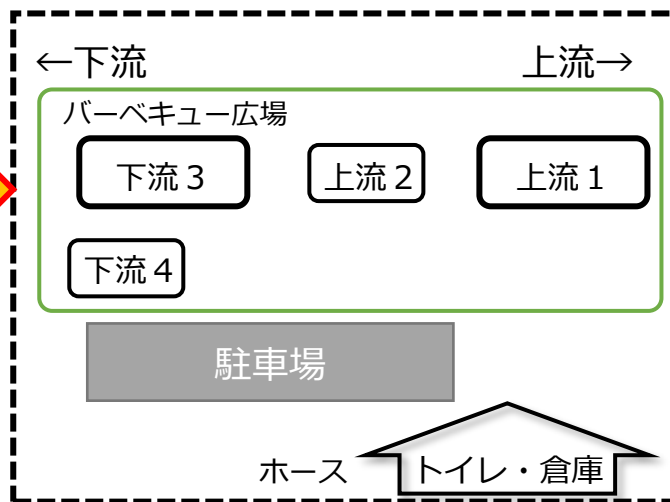 ←下流 上流→
バーベキュー広場
下流３ 上流２ 上流１
下流４
駐車場
ホース トイレ・倉庫